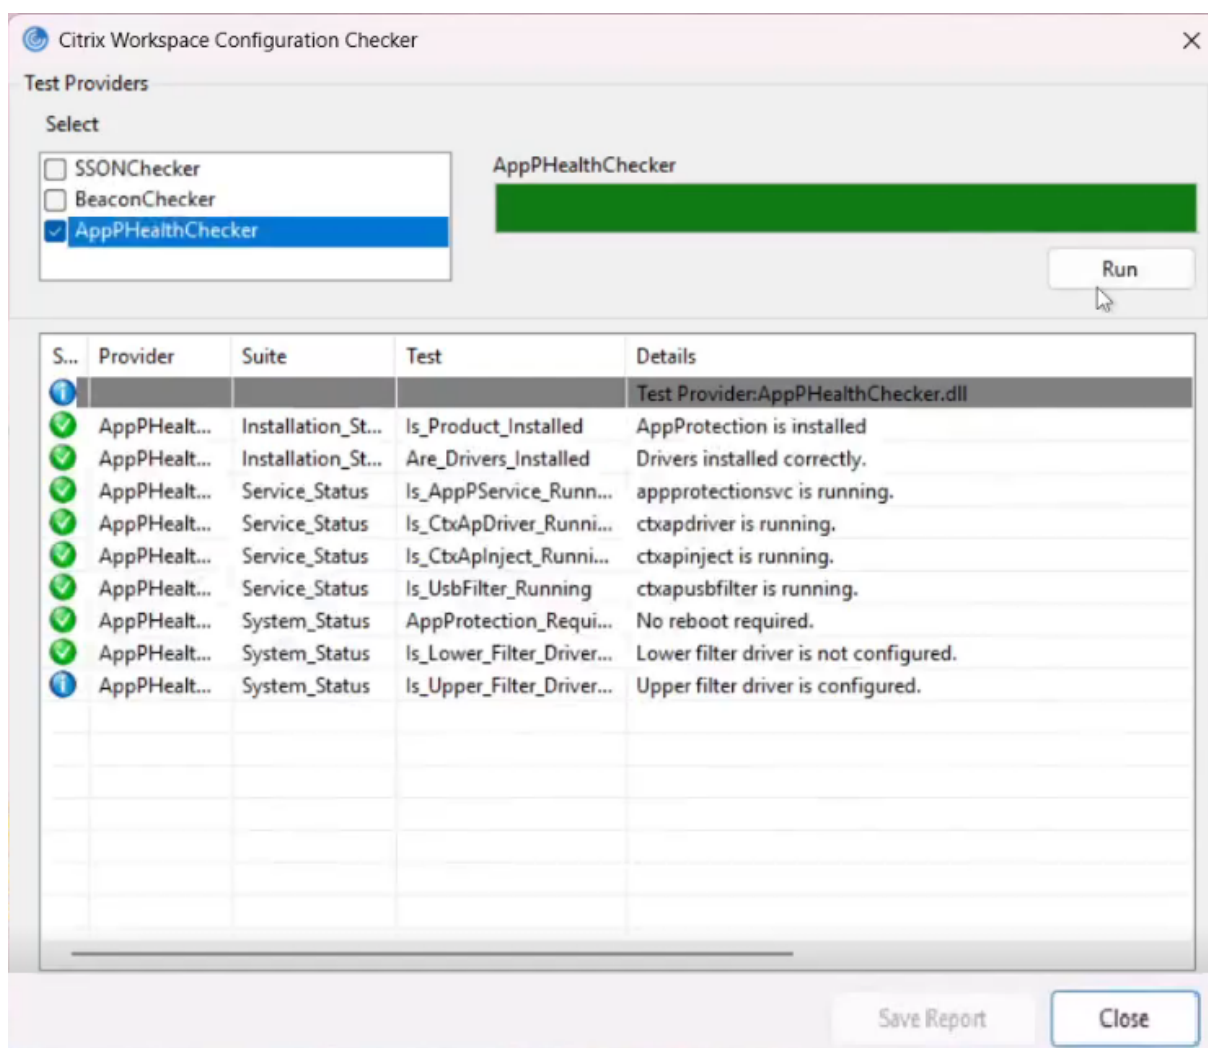 Citrix Workspace Configuration Checker
Test Providers
Select
SSONChecker
BeaconChecker
AppPHealthChecker
AppPHealthChecker
Run
S... Provider Suite Test Details
Test Provider:AppPHealthChecker.dll
AppPHealt... Installation_St... Is_Product_Installed AppProtection is installed
AppPHealt... Installation_St... Are_Drivers_Installed Drivers installed correctly.
AppPHealt... Service_Status Is_AppPService_Runn... appprotectionsvc is running.
AppPHealt... Service_Status Is_CtxApDriver_Runni... ctxapdriver is running.
AppPHealt... Service_Status Is_CtxApInject_Runni... ctxapinject is running.
AppPHealt... Service_Status Is_UsbFilter_Running ctxapusbfilter is running.
AppPHealt... System_Status AppProtection_Requi... No reboot required.
AppPHealt... System_Status Is_Lower_Filter_Driver... Lower filter driver is not configured.
AppPHealt... System_Status Is_Upper_Filter_Driver... Upper filter driver is configured.
Save Report Close